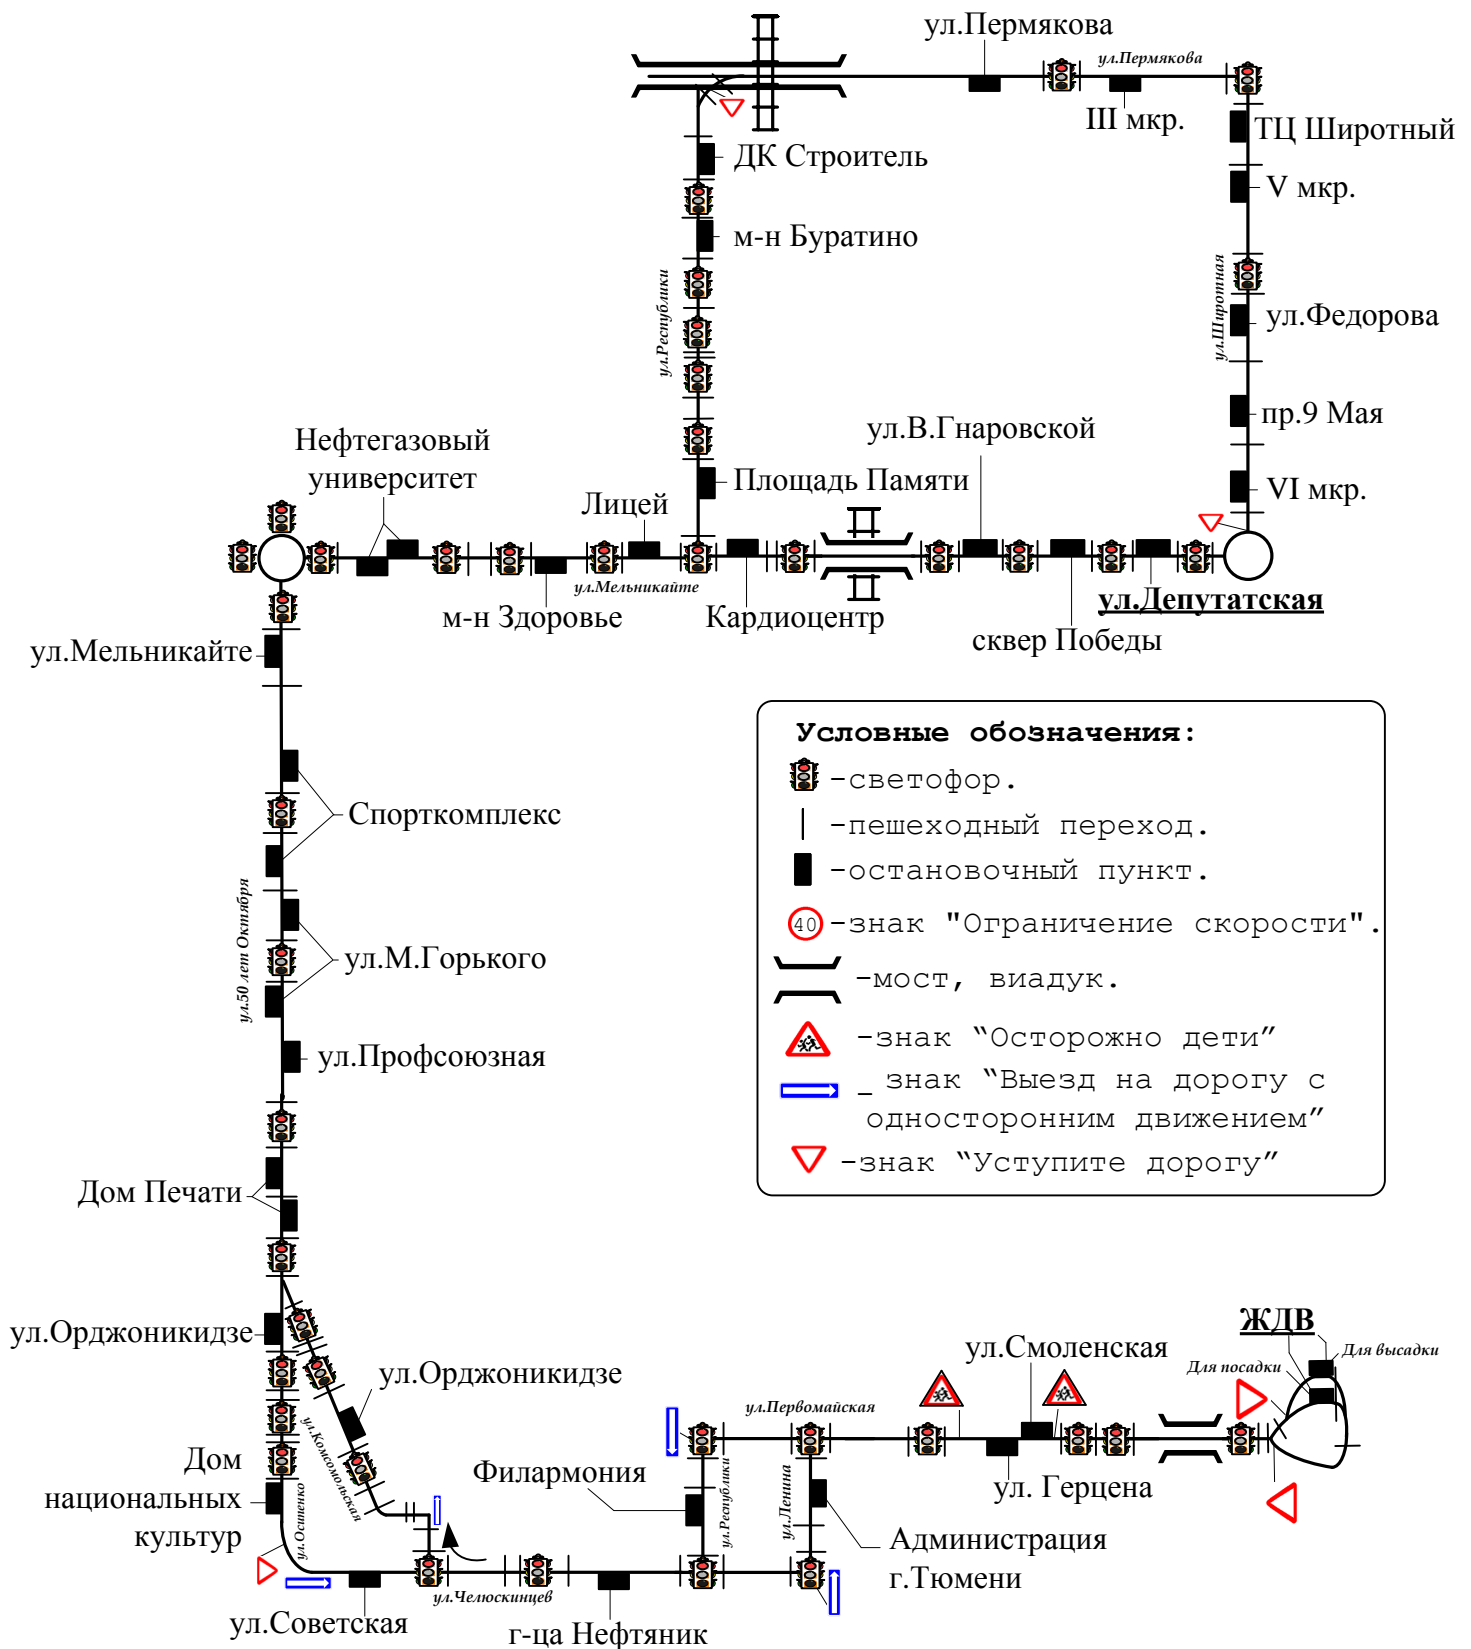 ул.Пермякова
ул.Пермякова
III мкр.
ТЦ Широтный
ДК Строитель
V мкр.
м-н Буратино
ул.Республики
ул.Широтная
ул.Федорова
пр.9 Мая
ул.В.Гнаровской
Нефтегазовый
университет
Площадь Памяти
VI мкр.
Лицей
ул.Мельникайте
м-н Здоровье
Кардиоцентр
ул.Депутатская
сквер Победы
ул.Мельникайте
Условные обозначения:
-светофор.
-пешеходный переход.
-остановочный пункт.
40
-знак "Ограничение скорости".
-мост, виадук.
-знак “Осторожно дети”
- знак “Выезд на дорогу с
односторонним движением”
-знак “Уступите дорогу”
Спорткомплекс
ул.50 лет Октября
ул.М.Горького
ул.Профсоюзная
Дом Печати
ул.Орджоникидзе
ул.Орджоникидзе
ул.Комсомольская
Дом
национальных
культур
ул.Осипенко
ул.Советская
ул.Челюскинцев
г-ца Нефтяник
Филармония
ул.Республики
ул.Первомайская
ул.Ленина
Администрация
г.Тюмени
ул.Смоленская
ул. Герцена
ЖДВ
Для высадки
Для посадки